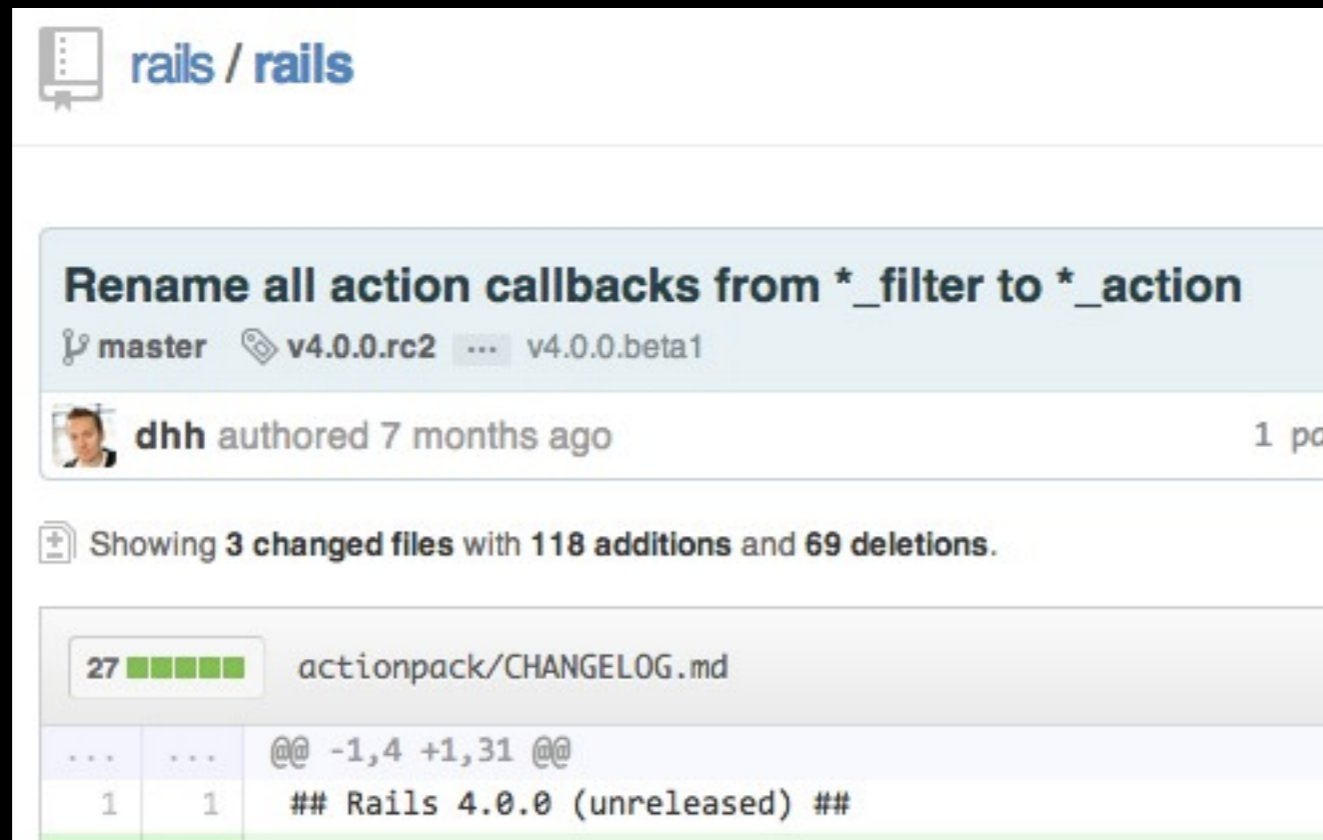 rails / rails
Rename all action callbacks from *_filter to *_action
master v4.0.0.rc2 ... v4.0.0.beta1
dhh authored 7 months ago
1
Showing 3 changed files with 118 additions and 69 deletions.
27 actionpack/CHANGELOG.md
... ... @@ -1,4 +1,31 @@
1 1 ## Rails 4.0.0 (unreleased) ##